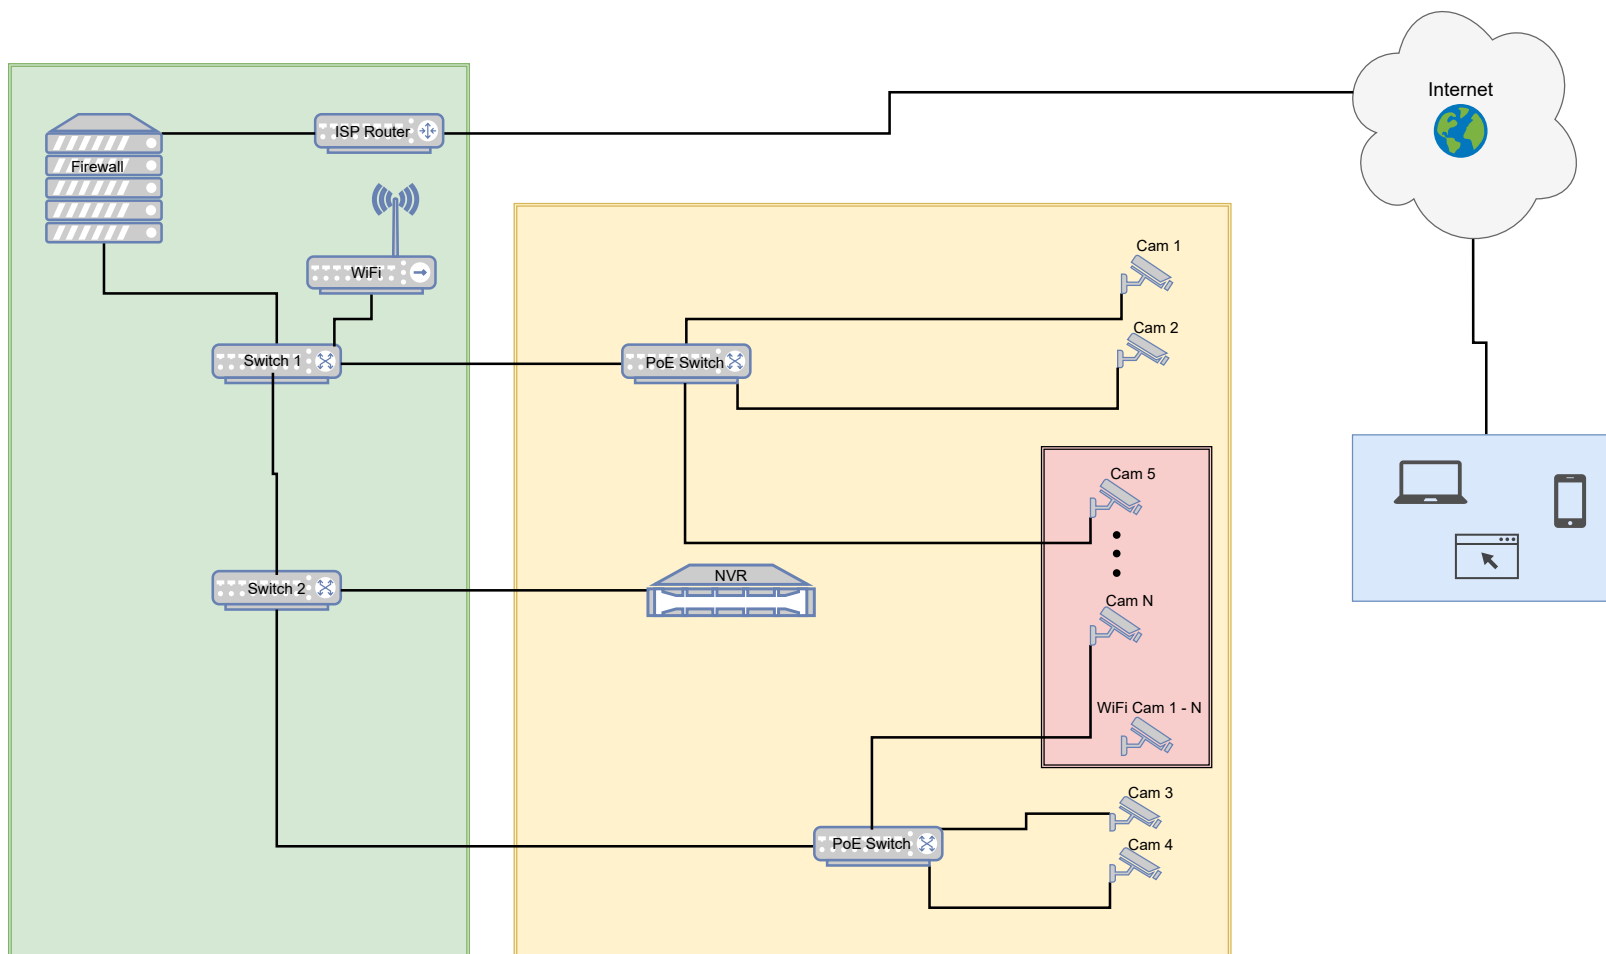 Internet
ISP Router
Firewall
WiFi
Cam 1
Cam 2
Switch 1
PoE Switch
Cam 5
NVR
Switch 2
Cam N
WiFi Cam 1 - N
Cam 3
PoE Switch
Cam 4